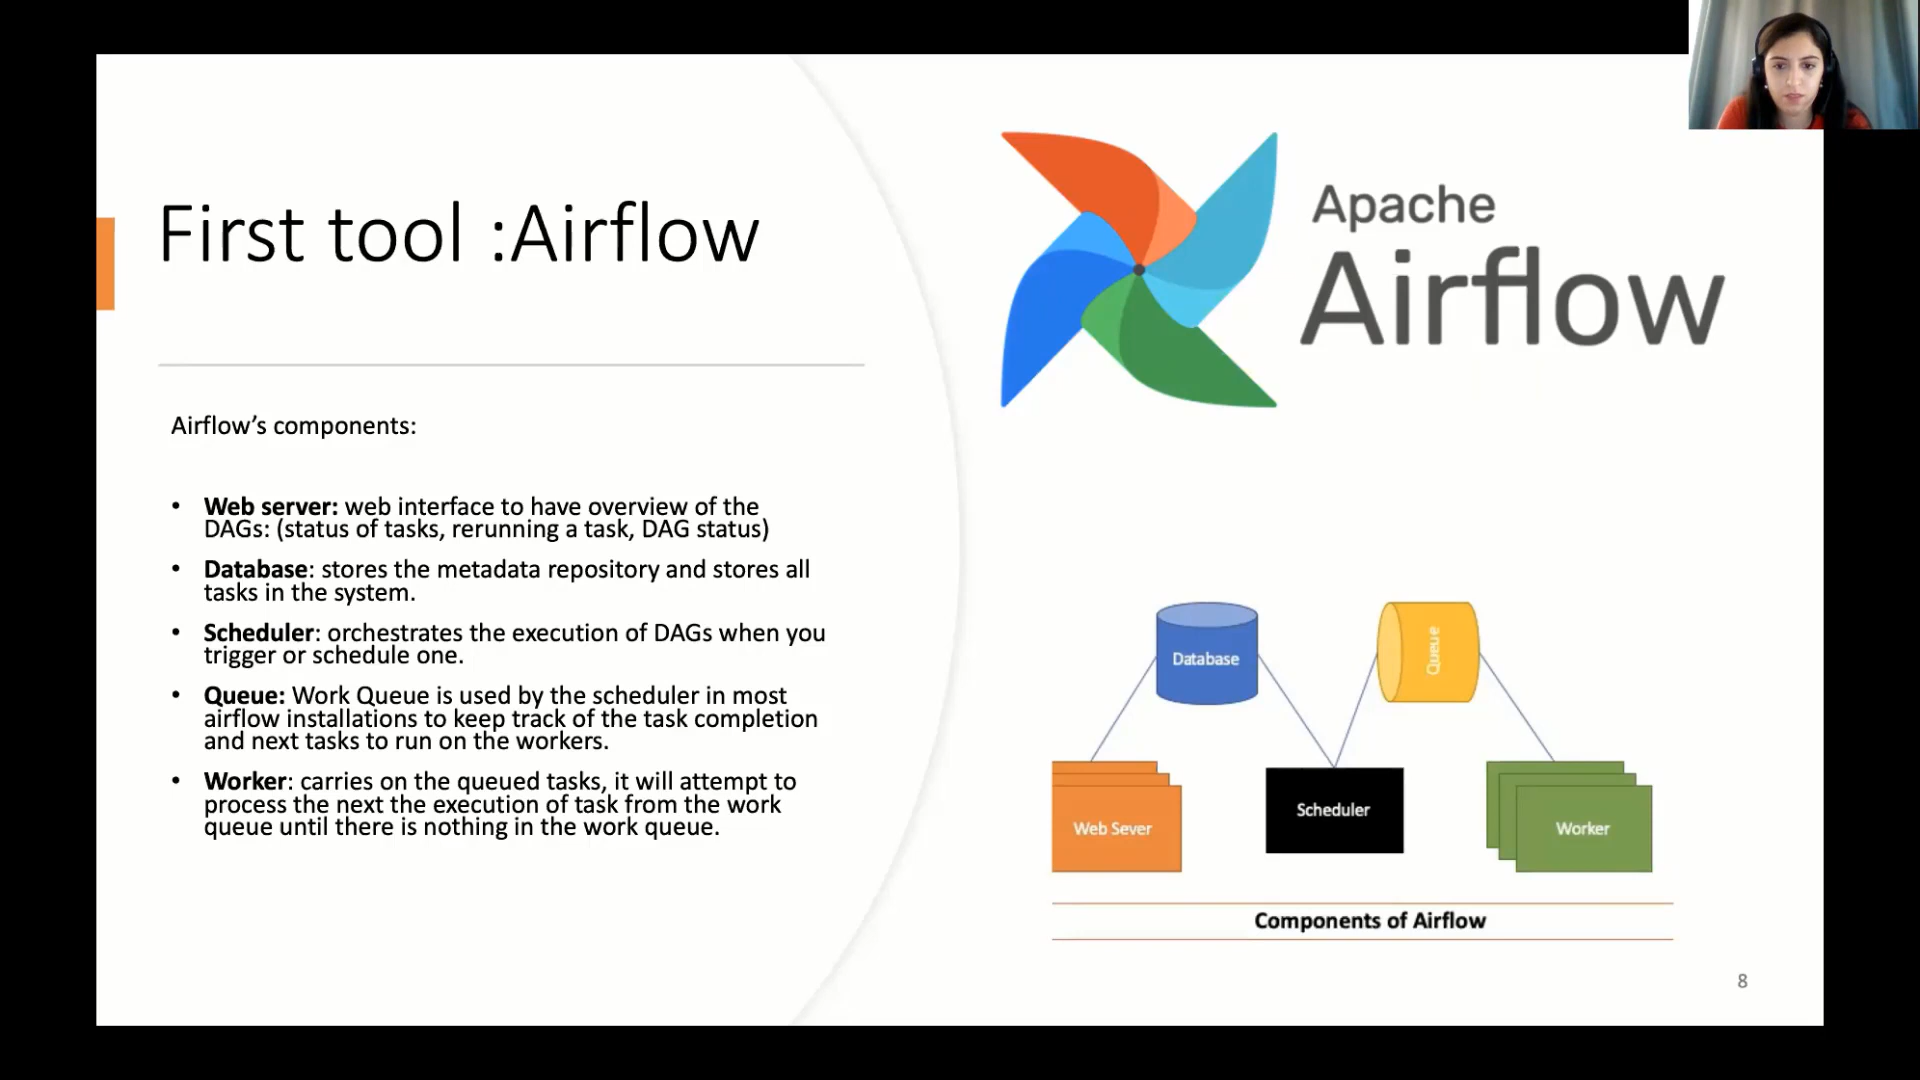 First tool :Airflow
Apache
Airflow
Airflow’s components:
• Web server: web interface to have overview of the
DAGs: (status of tasks, rerunning a task, DAG status)
• Database: stores the metadata repository and stores all
tasks in the system.
• Scheduler: orchestrates the execution of DAGs when you
trigger or schedule one.
• Queue: Work Queue is used by the scheduler in most
airflow installations to keep track of the task completion
and next tasks to run on the workers.
• Worker: carries on the queued tasks, it will attempt to
process the next the execution of task from the work
queue until there is nothing in the work queue.
Database
Queue
Web Sever
Scheduler
Worker
Components of Airflow
8